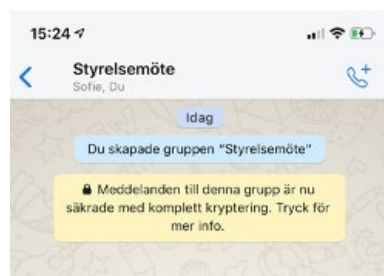 15:24
Styrelsemöte
Sofie, Du
Idag
Du skapade gruppen "Styrelsemöte"
Meddelanden till denna grupp är nu
säkrade med komplett kryptering. Tryck för
mer info.